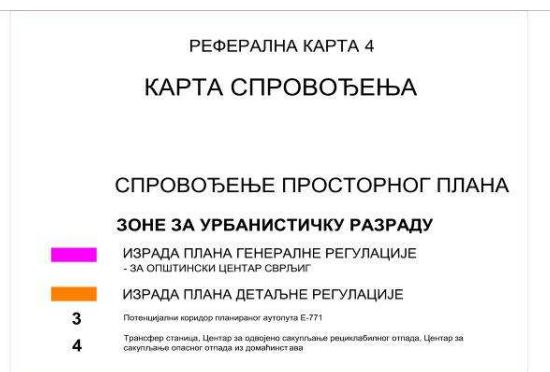 РЕФЕРАЛНА КАРТА 4
КАРТА СПРОВОЂЕЊА
СПРОВОЂЕЊЕ ПРОСТОРНОГ ПЛАНА
ЗОНЕ ЗА УРБАНИСТИЧКУ РАЗРАДУ
ИЗРАДА ПЛАНА ГЕНЕРАЛНЕ РЕГУЛАЦИЈЕ
- ЗА ОПШТИНСКИ ЦЕНТАР СВРЉИГ
ИЗРАДА ПЛАНА ДЕТАЉНЕ РЕГУЛАЦИЈЕ
3 Потенцијални коридор планираног аутопута Е-771
4 Трансфер станица, Центар за одвојено сакупљање рециклабилног отпада, Центар за
сакупљање опасног отпада из домаћинстава